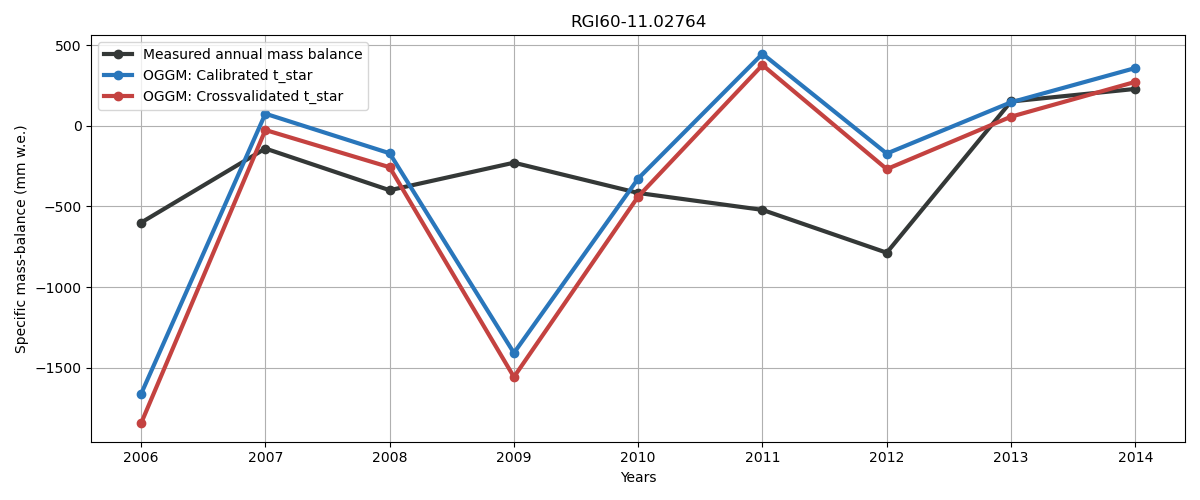 RGI60-11.02764
Measured annual mass balance
OGGM: Calibrated t_star
OGGM: Crossvalidated t_star
Specific mass-balance (mm w.e.)
500
0
−500
−1000
−1500
2006 2007 2008 2009 2010 2011 2012 2013 2014
Years